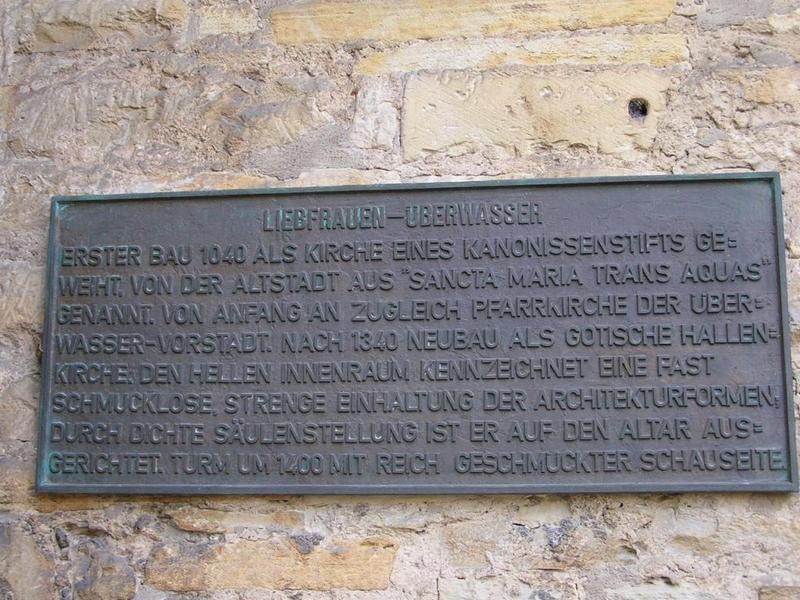 LIEBFRAUEN-ÜBERWASSER
ERSTER BAU 1040 ALS KIRCHE EINES KANONISSENSTIFTS GE=
WEIHT, VON DER ALTSTADT AUS "SANCTA MARIA TRANS AQUAS"
GENANNT. VON ANFANG AN ZUGLEICH PFARRKIRCHE DER ÜBER=
WASSER-VORSTADT. NACH 1340 NEUBAU ALS GOTISCHE HALLEN=
KIRCHE; DEN HELLEN INNENRAUM KENNZEICHNET EINE FAST
SCHMUCKLOSE, STRENGE EINHALTUNG DER ARCHITEKTURFORMEN;
DURCH DICHTE SÄULENSTELLUNG IST ER AUF DEN ALTAR AUS=
GERICHTET. TURM UM 1400 MIT REICH GESCHMÜCKTER SCHAUSEITE.